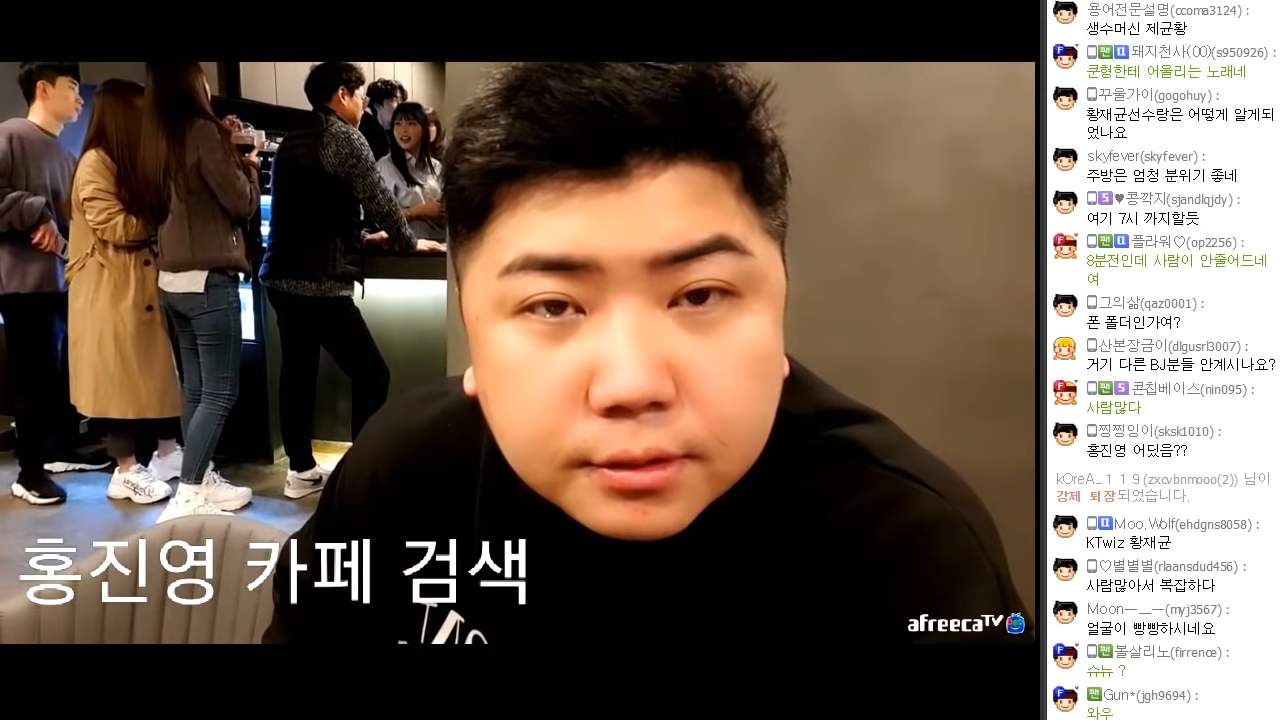 홍진영 카페 검색
afreecaTV
용어전문설명(ccoma3124) :
생수머신 제균황
팬 돼지천사(00)(s950926) :
쿤형한테 어울리는 노래네
꾸울가이(gogohuy) :
황재균선수랑은 어떻게 알게되
었나요
skyfever(skyfever) :
주방은 엄청 분위기 좋네
S ♥콩깍지(sjandlqjdy) :
여기 7시 까지할듯
팬 플라워♡(op2256) :
8분전인데 사람이 안줄어드네
여
그의삶(qaz0001) :
폰 폴더인가여?
산본장금이(dlgusrl3007) :
거기 다른 BJ분들 안계시나요?
팬 S 콘칩베이스(nin095) :
사람많다
찡찡잉이(sksk1010) :
홍진영 어딨음??
kOreA_１１９(zxcvbnmooo(2)) 님이
강제 퇴장되었습니다.
Moo,Wolf(ehdgns8058) :
KTwiz 황재균
♡별별별(rlaansdud456) :
사람많아서 복잡하다
Moonㅡ__ㅡ(myj3567) :
얼굴이 빵빵하시네요
팬 볼살리노(firrence) :
슈뉴 ?
팬 Gun*(jgh9694) :
와우